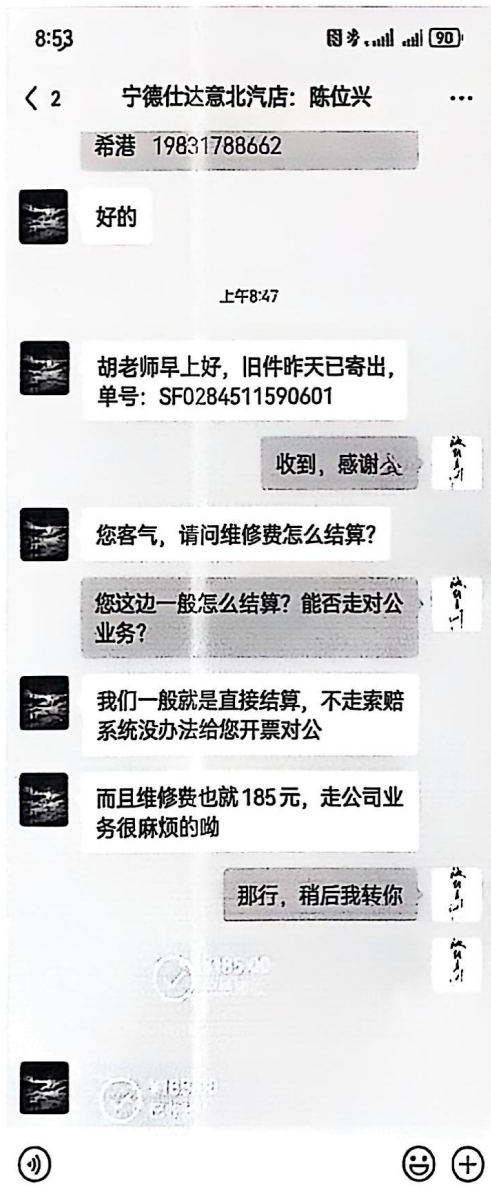 8:53
90
2
宁德仕达意北汽店：陈位兴
希港 19831788662
好的
上午8:47
胡老师早上好，旧件昨天已寄出，
单号：SF0284511590601
收到，感谢
您客气，请问维修费怎么结算？
您这边一般怎么结算？能否走对公
业务？
我们一般就是直接结算，不走索赔
系统没办法给您开票对公
而且维修费也就185元，走公司业
务很麻烦的呦
那行，稍后我转你
¥185.00